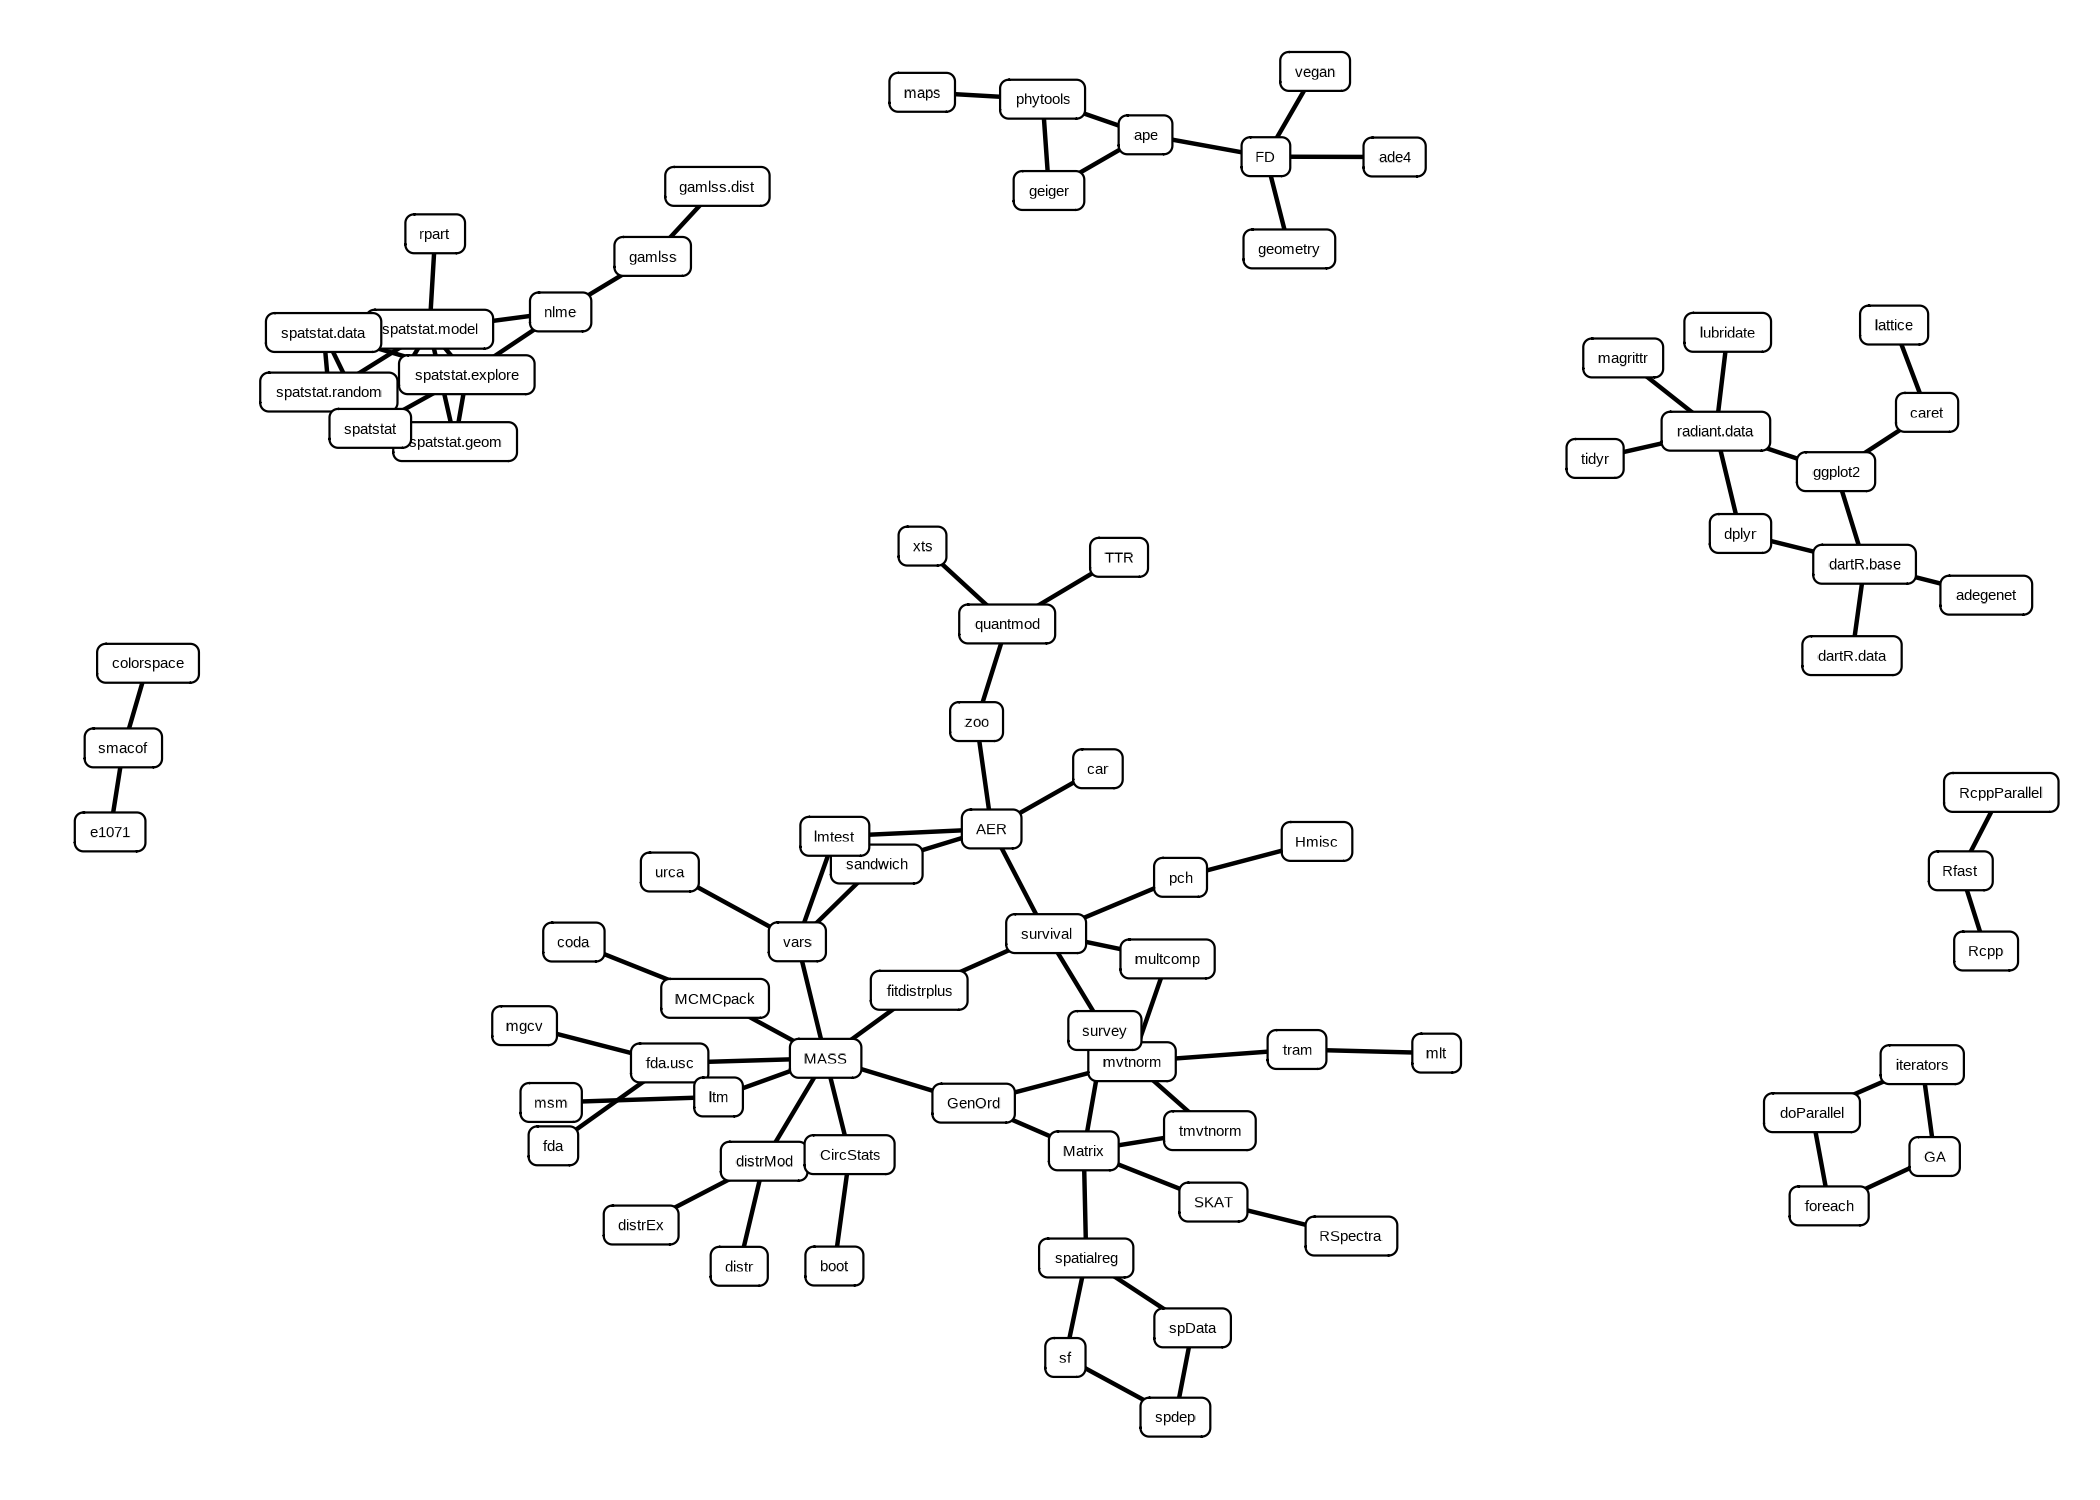 vegan
maps
phytools
ape
FD
ade4
geiger
geometry
gamlss.dist
rpart
gamlss
nlme
spatstat.data
spatstat.model
spatstat.explore
spatstat.random
spatstat
spatstat.geom
lubridate
lattice
magrittr
caret
radiant.data
tidyr
ggplot2
dplyr
dartR.base
adegenet
dartR.data
xts
TTR
quantmod
zoo
colorspace
smacof
e1071
car
AER
lmtest
sandwich
Hmisc
urca
pch
survival
vars
coda
multcomp
fitdistrplus
MCMCpack
mgcv
survey
fda.usc
MASS
mvtnorm
tram
mlt
msm
ltm
GenOrd
fda
tmvtnorm
Matrix
distrMod
CircStats
SKAT
distrEx
RSpectra
distr
boot
spatialreg
spData
sf
spdep
RcppParallel
Rfast
Rcpp
iterators
doParallel
GA
foreach